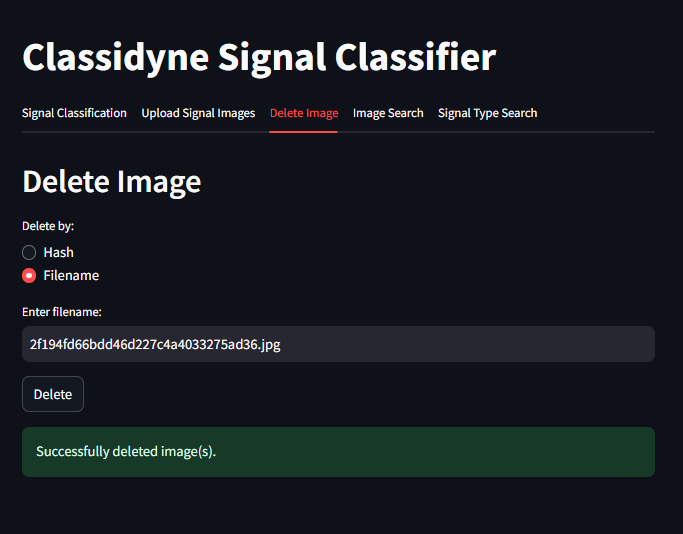 Classidyne Signal Classifier
Signal Classification Upload Signal Images Delete Image Image Search Signal Type Search
Delete Image
Delete by:
Hash
Filename
Enter filename:
2f194fd66bdd46d227c4a4033275ad36.jpg
Delete
Successfully deleted image(s).